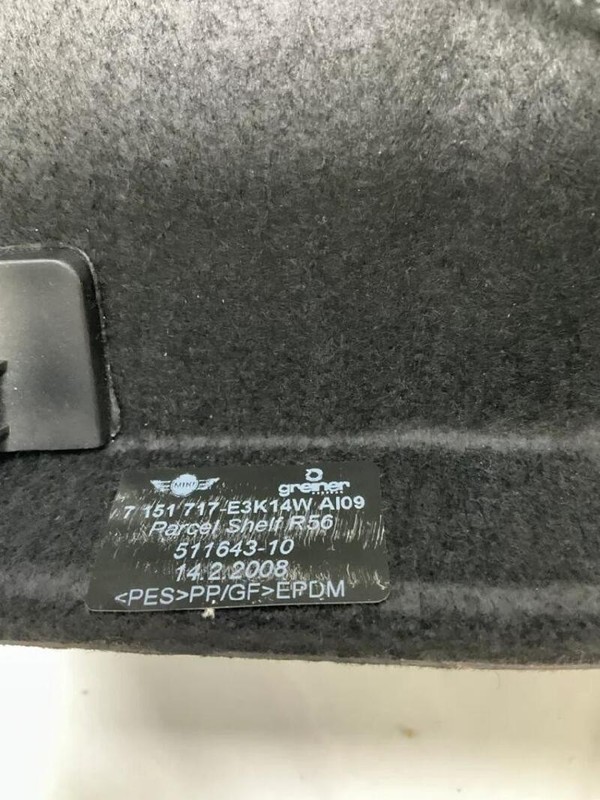 MINI
greiner
7 151 717-E3K14W AI09
Parcel Shelf R56
511643-10
14.2.2008
<PES>PP/GF>EPDM